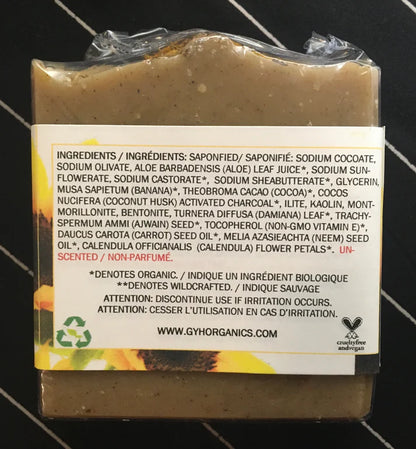 INGREDIENTS / INGRÉDIENTS: SAPONFIED/ SAPONIFIÉ: SODIUM COCOATE,
SODIUM OLIVATE, ALOE BARBADENSIS (ALOE) LEAF JUICE*, SODIUM SUN-
FLOWERATE, SODIUM CASTORATE*,  SODIUM SHEABUTTERATE*, GLYCERIN,
MUSA SAPIETUM (BANANA)*, THEOBROMA CACAO (COCOA)*, COCOS
NUCIFERA (COCONUT HUSK) ACTIVATED CHARCOAL*, ILITE, KAOLIN, MONT-
MORILLONITE, BENTONITE, TURNERA DIFFUSA (DAMIANA) LEAF*, TRACHY-
SPERMUM AMMI (AJWAIN) SEED*, TOCOPHEROL (NON-GMO VITAMIN E)*,
DAUCUS CAROTA (CARROT) SEED OIL*, MELIA AZASIEACHTA (NEEM) SEED
OIL*, CALENDULA OFFICIANALIS  (CALENDULA) FLOWER PETALS*.  UN-
SCENTED / NON-PARFUMÉ.
*DENOTES ORGANIC. / INDIQUE UN INGRÉDIENT BIOLOGIQUE
**DENOTES WILDCRAFTED. / INDIQUE SAUVAGE
ATTENTION: DISCONTINUE USE IF IRRITATION OCCURS.
ATTENTION: CESSER L'UTILISATION EN CAS D'IRRITATION.
WWW.GYHORGANICS.COM
crueltyfree
andvegan